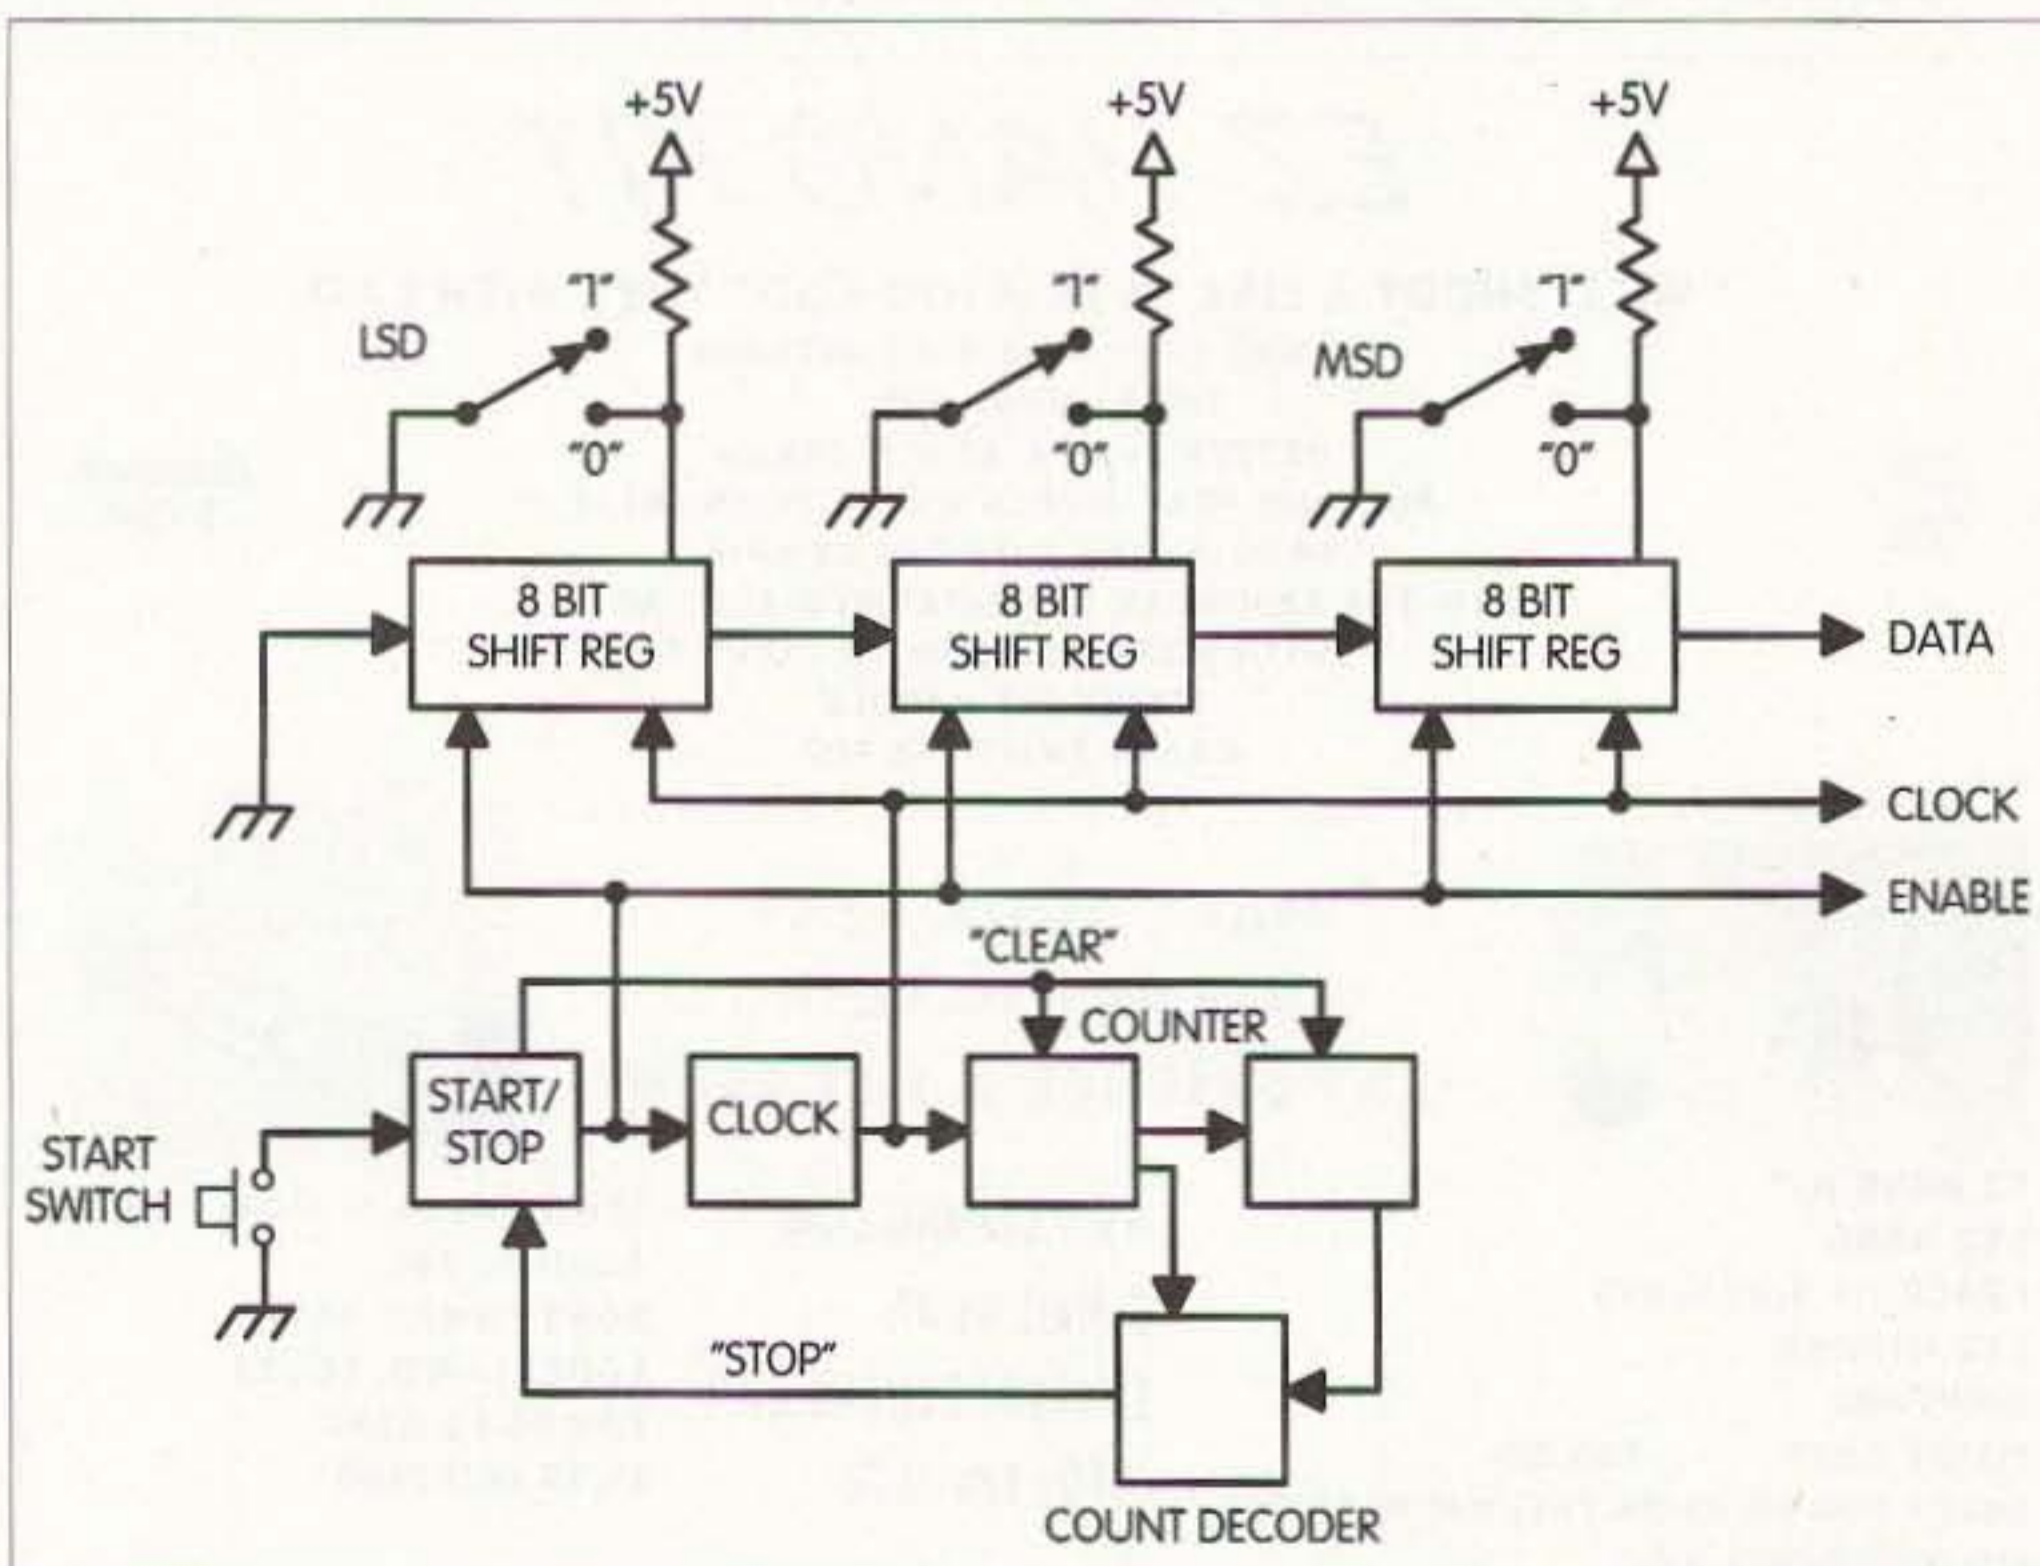 +5V
+5V
+5V
"1"
"1"
"1"
LSD
MSD
"0"
"0"
"0"
8 BIT
SHIFT REG
8 BIT
SHIFT REG
8 BIT
SHIFT REG
DATA
CLOCK
ENABLE
"CLEAR"
COUNTER
START/
STOP
CLOCK
START
SWITCH
"STOP"
COUNT DECODER